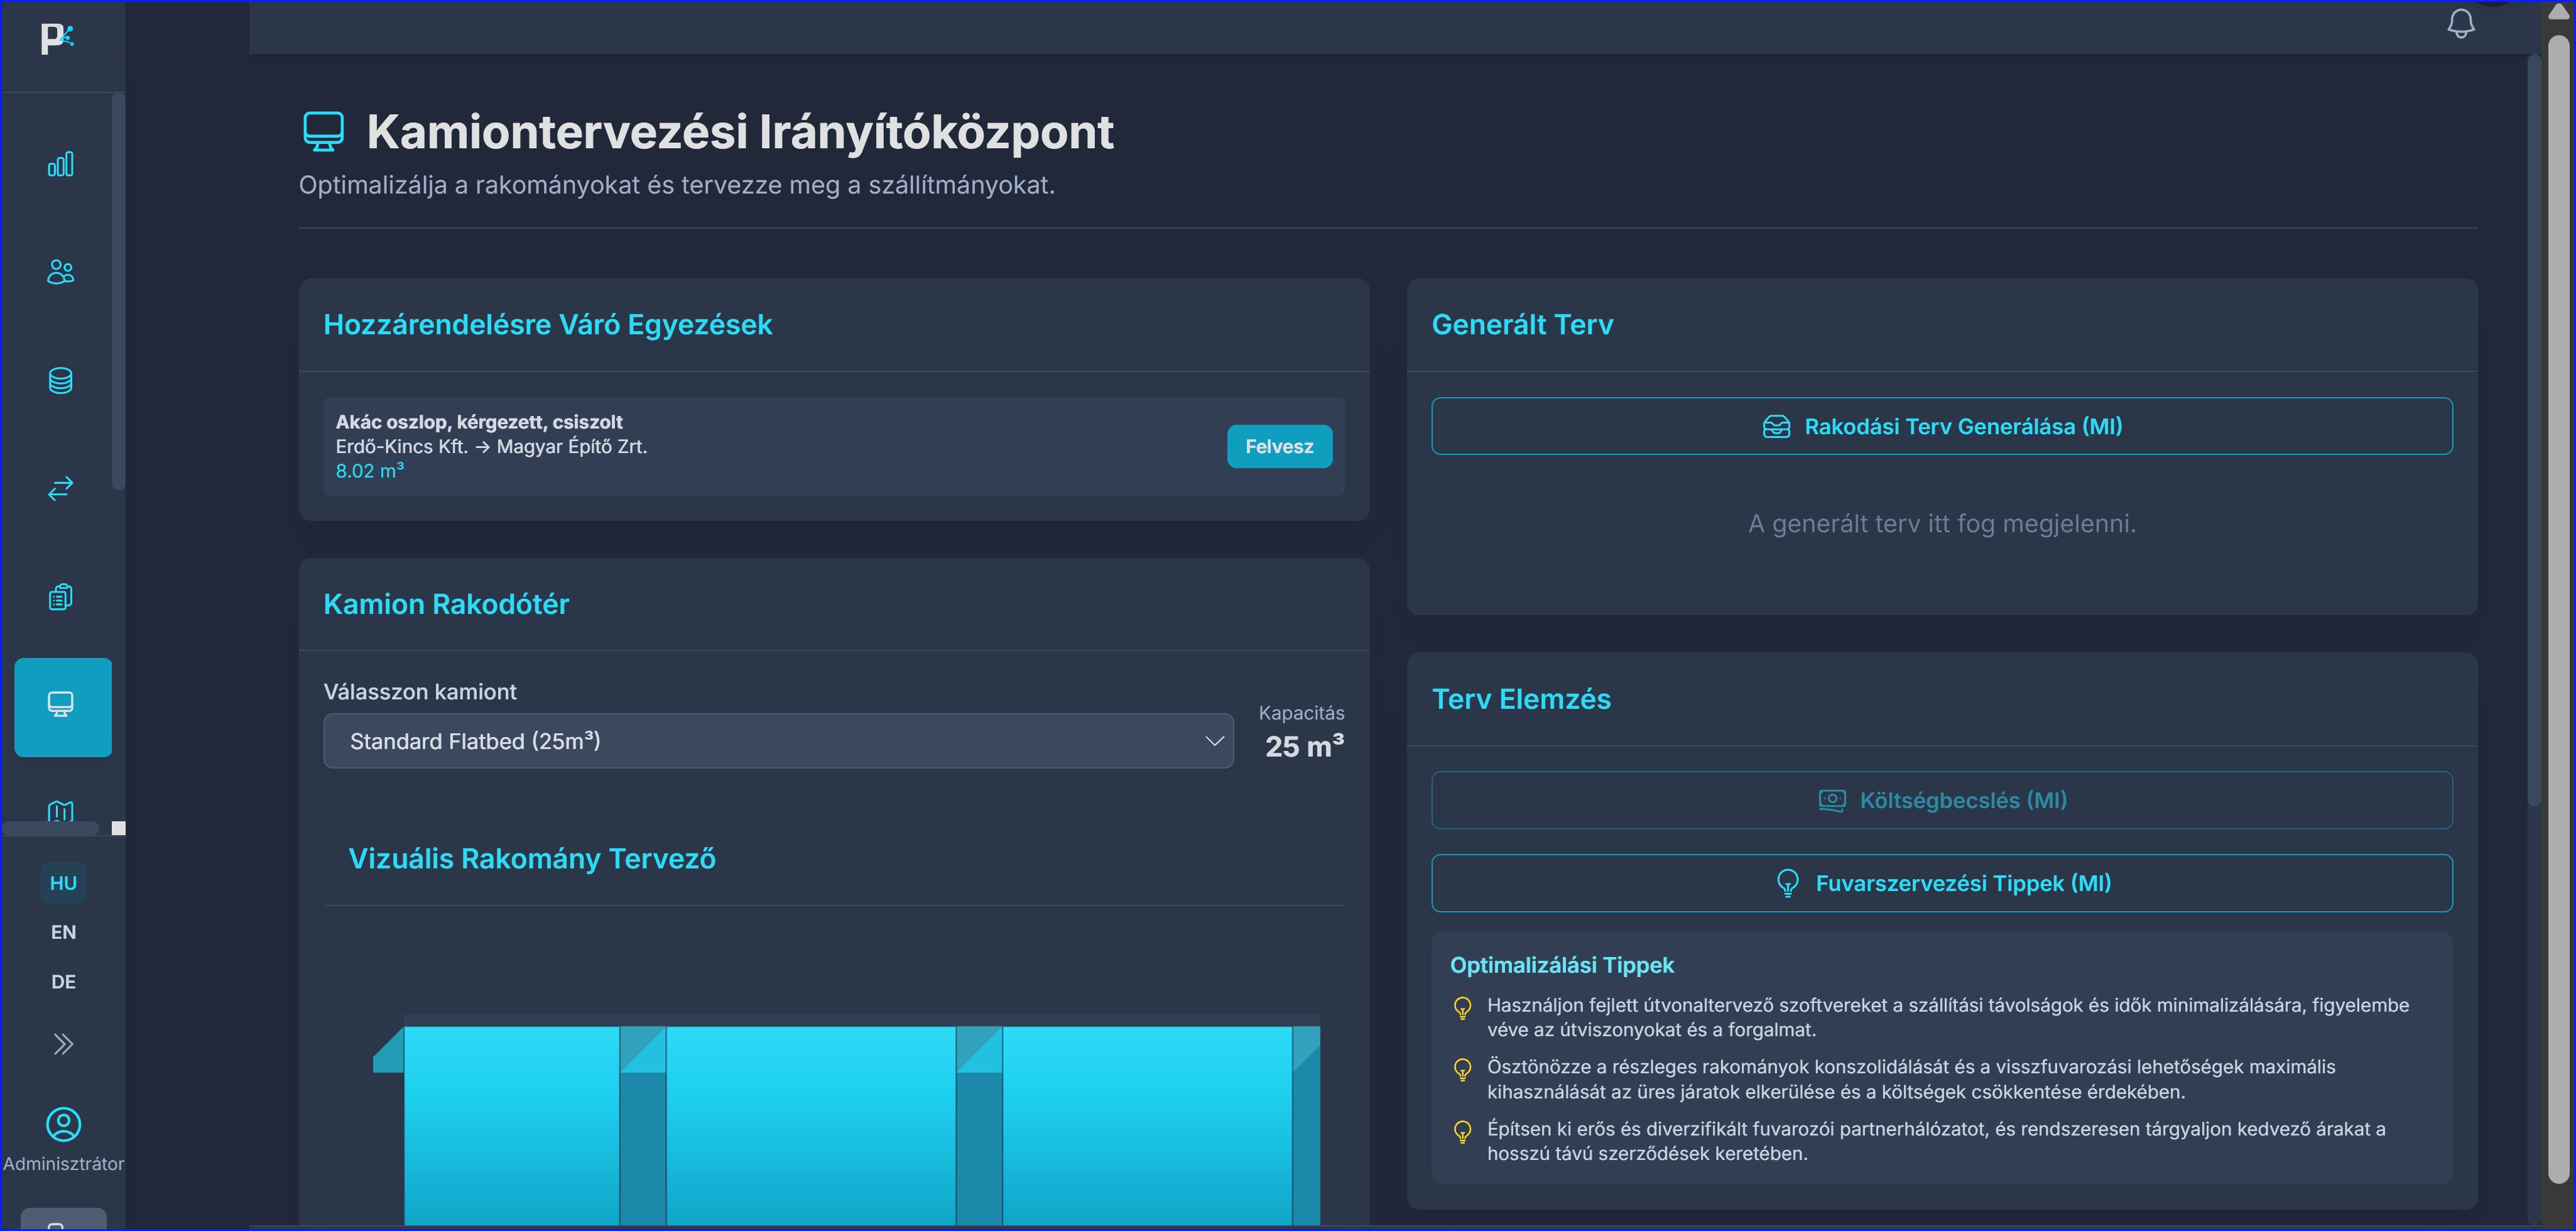 P
Kamiontervezési Irányítóközpont
Optimalizálja a rakományokat és tervezze meg a szállítmányokat.
Hozzárendelésre Váró Egyezések
Akác oszlop, kérgezett, csiszolt
Erdő-Kincs Kft. → Magyar Építő Zrt.
8.02 m³
Felvesz
Kamion Rakodótér
Válasszon kamiont
Standard Flatbed (25m³)
Kapacitás
25 m³
Vizuális Rakomány Tervező
Generált Terv
Rakodási Terv Generálása (MI)
A generált terv itt fog megjelenni.
Terv Elemzés
Költségbecslés (MI)
Fuvarszervezési Tippek (MI)
Optimalizálási Tippek
Használjon fejlett útvonaltervező szoftvereket a szállítási távolságok és idők minimalizálására, figyelembe
véve az útviszonyokat és a forgalmat.
Ösztönözze a részleges rakományok konszolidálását és a visszfuvarozási lehetőségek maximális
kihasználását az üres járatok elkerülése és a költségek csökkentése érdekében.
Építsen ki erős és diverzifikált fuvarozói partnerhálózatot, és rendszeresen tárgyaljon kedvező árakat a
hosszú távú szerződések keretében.
HU
EN
DE
Adminisztrátor